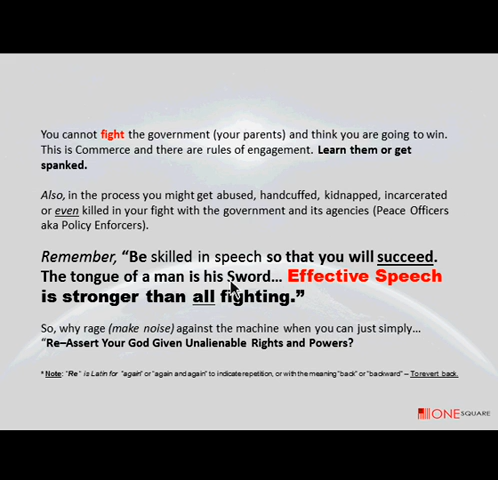 You cannot fight the government (your parents) and think you are going to win.
This is Commerce and there are rules of engagement. Learn them or get
spanked.
Also, in the process you might get abused, handcuffed, kidnapped, incarcerated
or even killed in your fight with the government and its agencies (Peace Officers
aka Policy Enforcers).
Remember, “Be skilled in speech so that you will succeed.
The tongue of a man is his Sword... Effective Speech
is stronger than all fighting.”
So, why rage (make noise) against the machine when you can just simply...
“Re–Assert Your God Given Unalienable Rights and Powers?
* Note: "Re" is Latin for "again" or "again and again" to indicate repetition, or with the meaning "back" or "backward" – To revert back.
ONE SQUARE